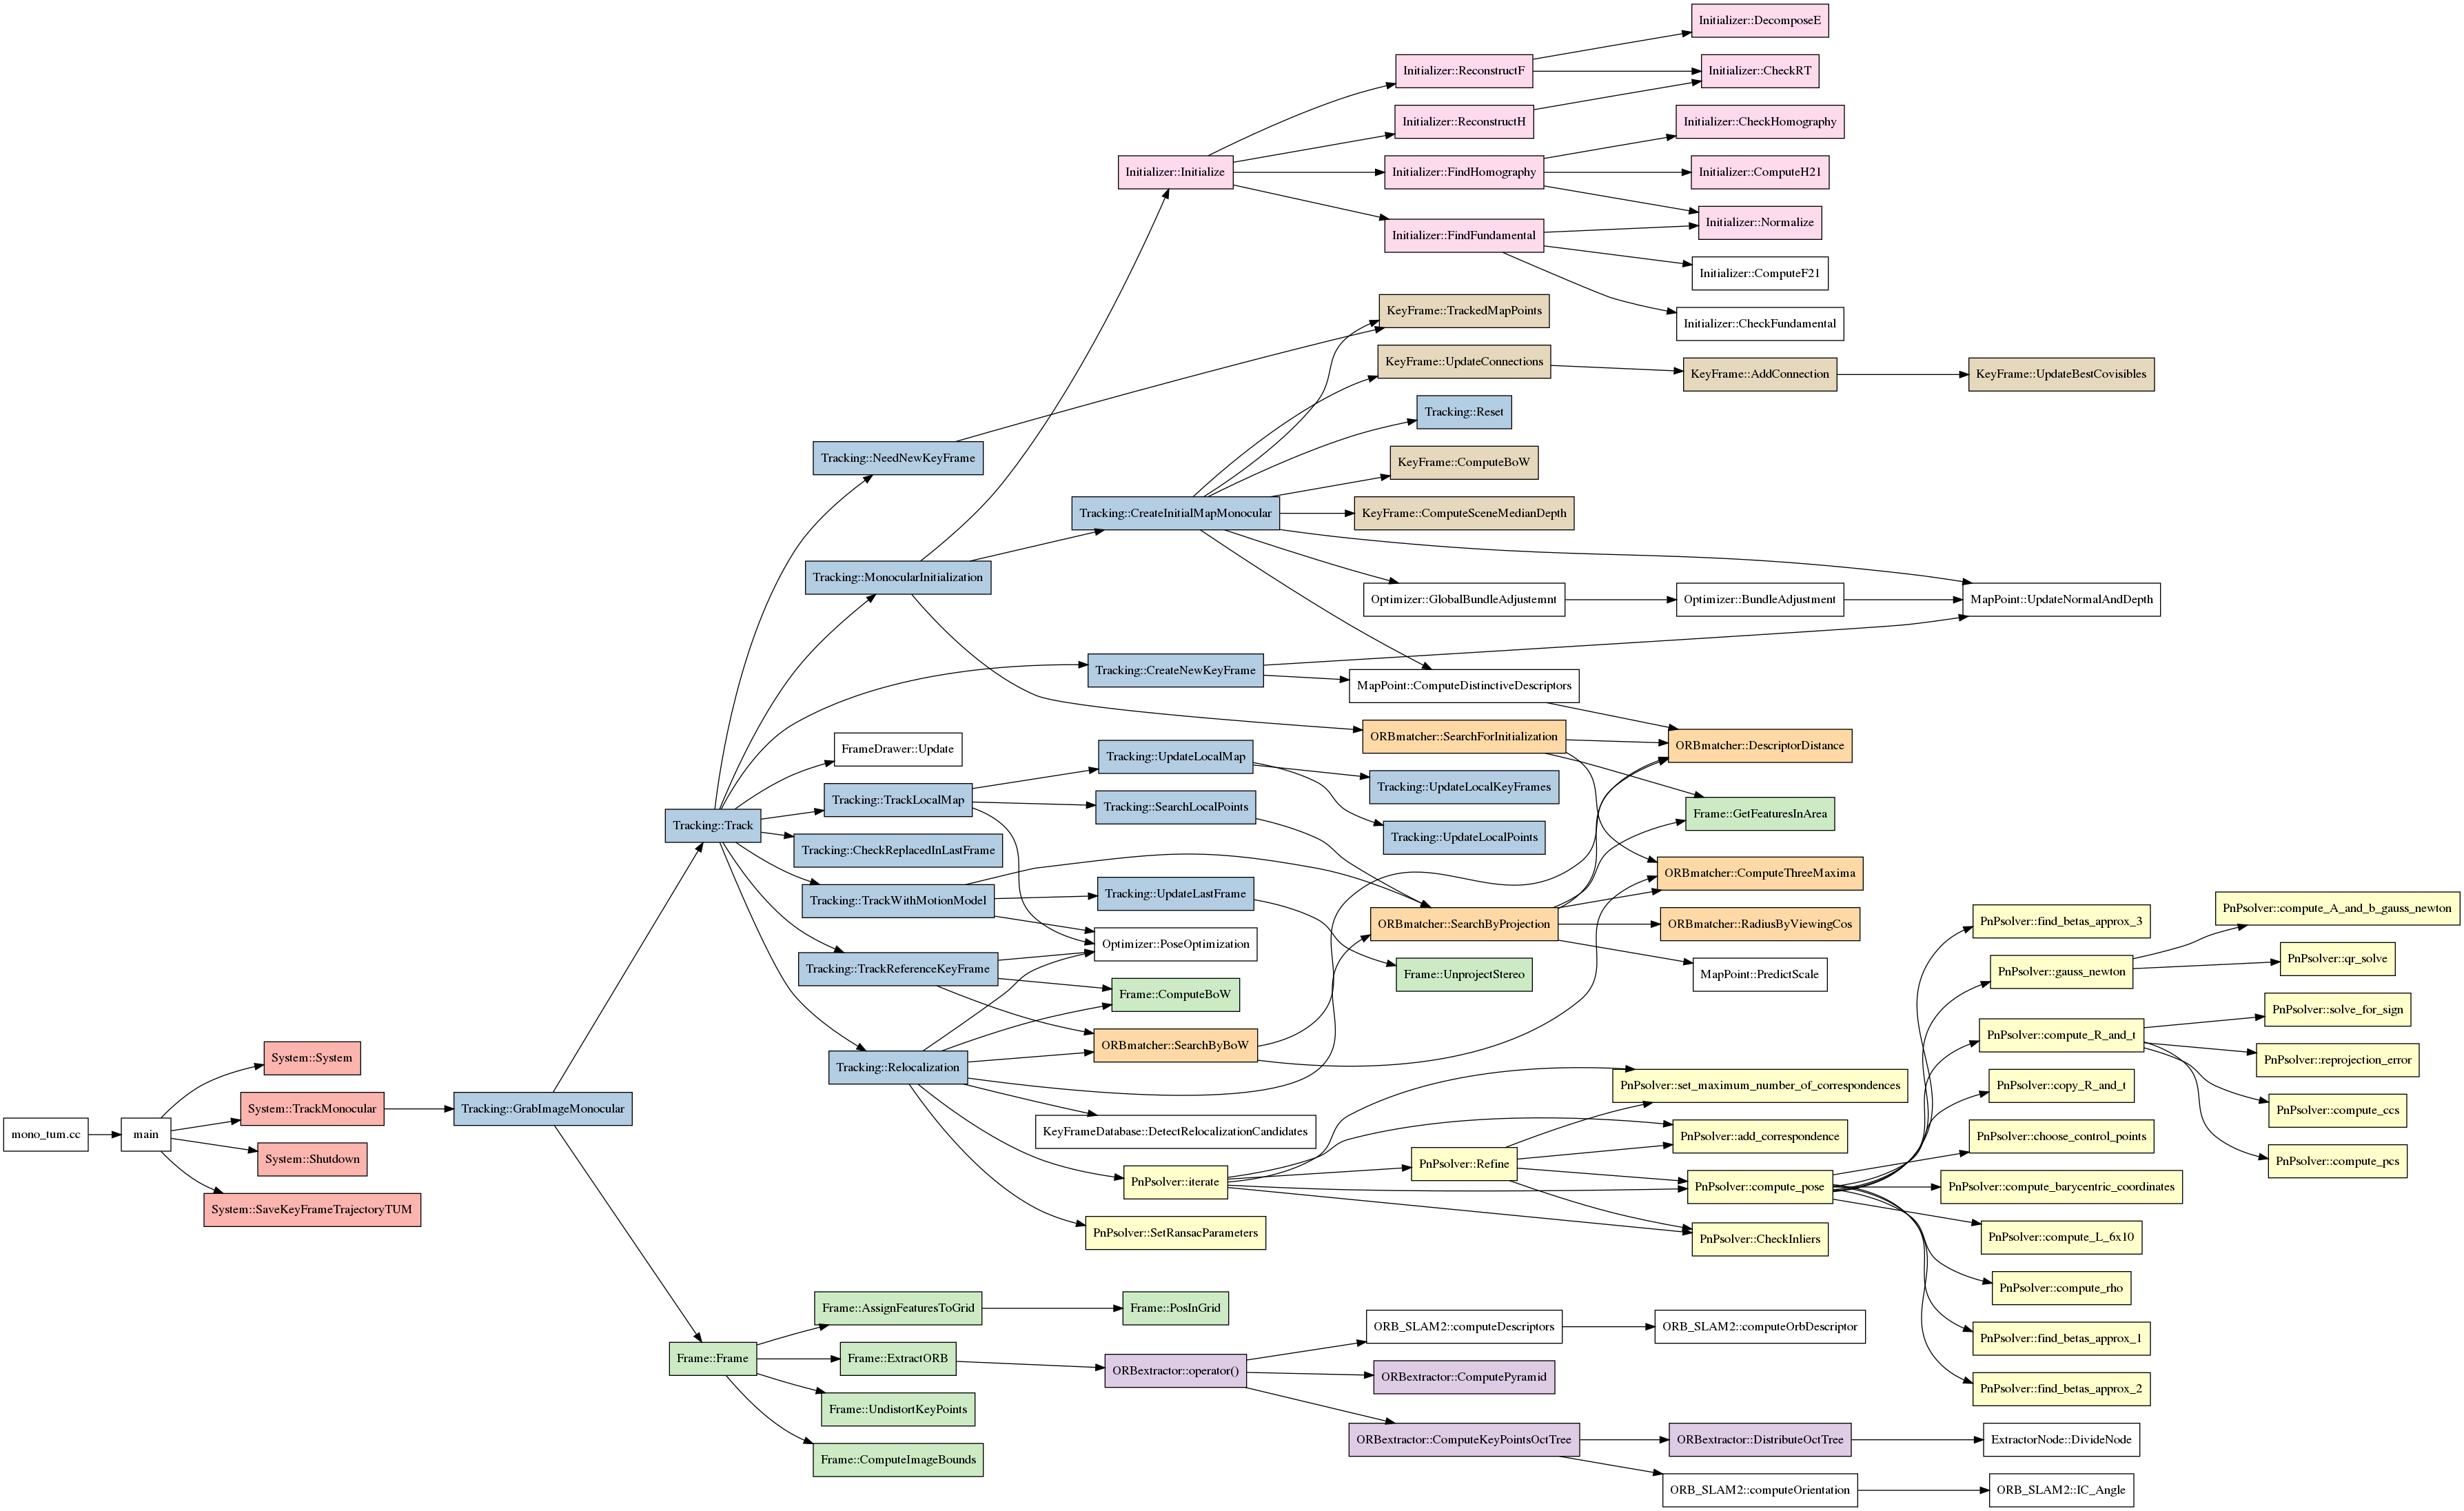 mono_tum.cc
main
System::System
System::TrackMonocular
System::Shutdown
System::SaveKeyFrameTrajectoryTUM
Tracking::GrabImageMonocular
Tracking::Track
Frame::Frame
Tracking::NeedNewKeyFrame
Tracking::MonocularInitialization
FrameDrawer::Update
Tracking::TrackLocalMap
Tracking::CheckReplacedInLastFrame
Tracking::TrackWithMotionModel
Tracking::TrackReferenceKeyFrame
Tracking::Relocalization
Frame::AssignFeaturesToGrid
Frame::ExtractORB
Frame::UndistortKeyPoints
Frame::ComputeImageBounds
Initializer::Initialize
Tracking::CreateInitialMapMonocular
Tracking::CreateNewKeyFrame
Tracking::UpdateLocalMap
Tracking::SearchLocalPoints
Tracking::UpdateLastFrame
Optimizer::PoseOptimization
Frame::ComputeBoW
ORBmatcher::SearchByBoW
KeyFrameDatabase::DetectRelocalizationCandidates
PnPsolver::iterate
PnPsolver::SetRansacParameters
Frame::PosInGrid
ORBextractor::operator()
Initializer::ReconstructF
Initializer::ReconstructH
Initializer::FindHomography
Initializer::FindFundamental
KeyFrame::TrackedMapPoints
KeyFrame::UpdateConnections
Tracking::Reset
KeyFrame::ComputeBoW
KeyFrame::ComputeSceneMedianDepth
Optimizer::GlobalBundleAdjustemnt
MapPoint::ComputeDistinctiveDescriptors
ORBmatcher::SearchForInitialization
Tracking::UpdateLocalKeyFrames
Tracking::UpdateLocalPoints
ORBmatcher::SearchByProjection
Frame::UnprojectStereo
PnPsolver::Refine
ORB_SLAM2::computeDescriptors
ORBextractor::ComputePyramid
ORBextractor::ComputeKeyPointsOctTree
Initializer::DecomposeE
Initializer::CheckRT
Initializer::CheckHomography
Initializer::ComputeH21
Initializer::Normalize
Initializer::ComputeF21
Initializer::CheckFundamental
KeyFrame::AddConnection
Optimizer::BundleAdjustment
ORBmatcher::DescriptorDistance
Frame::GetFeaturesInArea
ORBmatcher::ComputeThreeMaxima
ORBmatcher::RadiusByViewingCos
MapPoint::PredictScale
PnPsolver::set_maximum_number_of_correspondences
PnPsolver::add_correspondence
PnPsolver::compute_pose
PnPsolver::CheckInliers
ORB_SLAM2::computeOrbDescriptor
ORBextractor::DistributeOctTree
ORB_SLAM2::computeOrientation
KeyFrame::UpdateBestCovisibles
MapPoint::UpdateNormalAndDepth
PnPsolver::find_betas_approx_3
PnPsolver::gauss_newton
PnPsolver::compute_R_and_t
PnPsolver::copy_R_and_t
PnPsolver::choose_control_points
PnPsolver::compute_barycentric_coordinates
PnPsolver::compute_L_6x10
PnPsolver::compute_rho
PnPsolver::find_betas_approx_1
PnPsolver::find_betas_approx_2
ExtractorNode::DivideNode
ORB_SLAM2::IC_Angle
PnPsolver::compute_A_and_b_gauss_newton
PnPsolver::qr_solve
PnPsolver::solve_for_sign
PnPsolver::reprojection_error
PnPsolver::compute_ccs
PnPsolver::compute_pcs